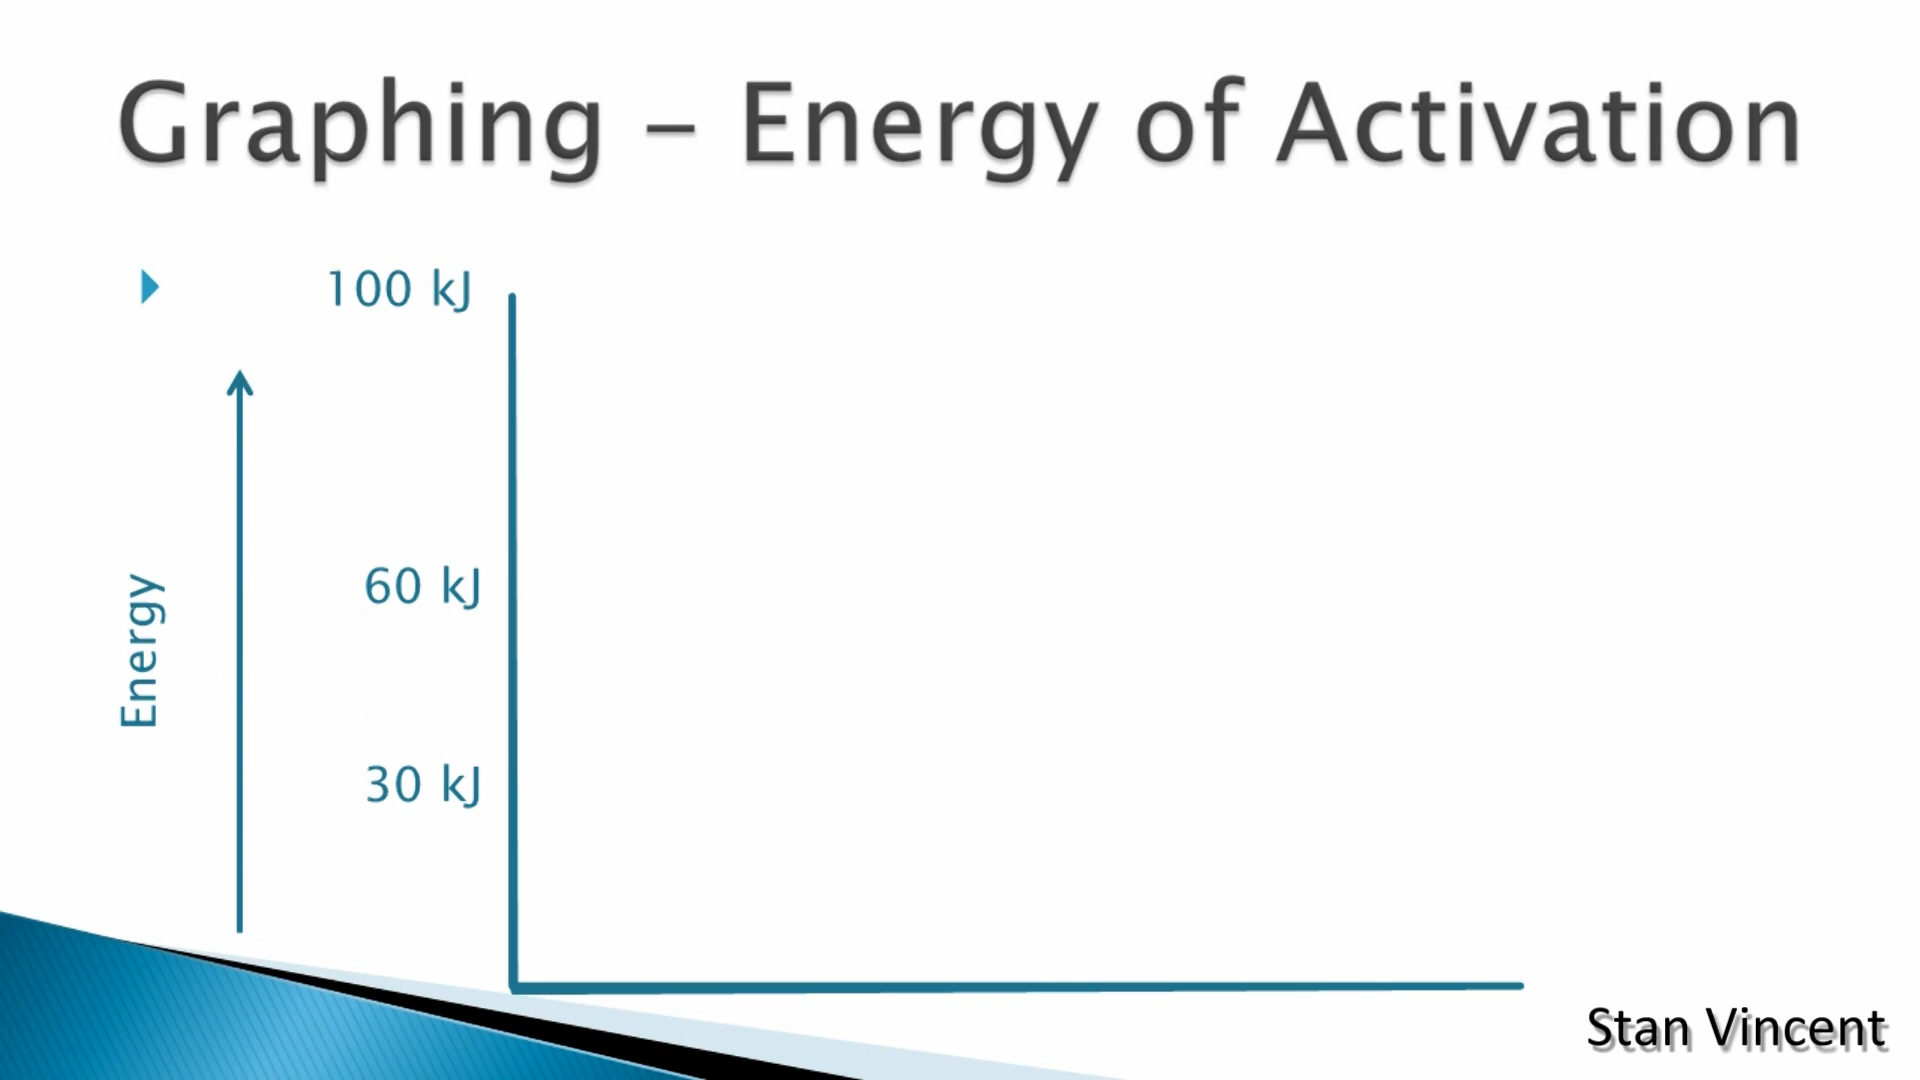 Graphing – Energy of Activation
100 kJ
60 kJ
Energy
30 kJ
Stan Vincent